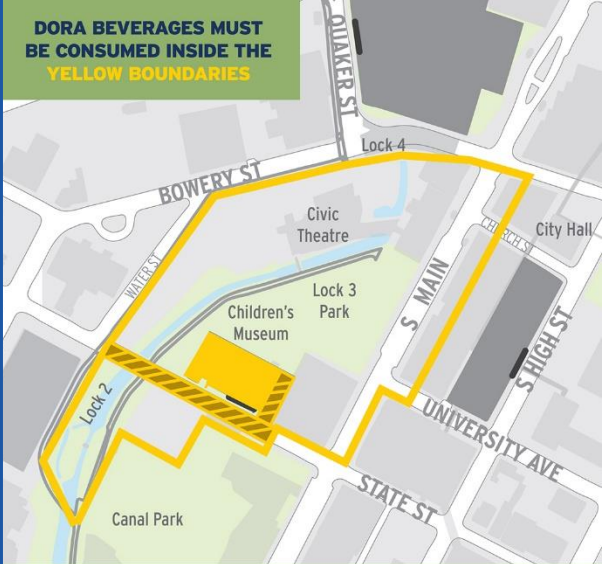 DORA BEVERAGES MUST
BE CONSUMED INSIDE THE
YELLOW BOUNDARIES
QUAKER ST
Lock 4
BOWERY ST
Civic
Theatre
CHURCH ST
City Hall
WATER ST
S MAIN
Lock 3
Park
Children's
Museum
S HIGH ST
Lock 2
UNIVERSITY AVE
STATE ST
Canal Park